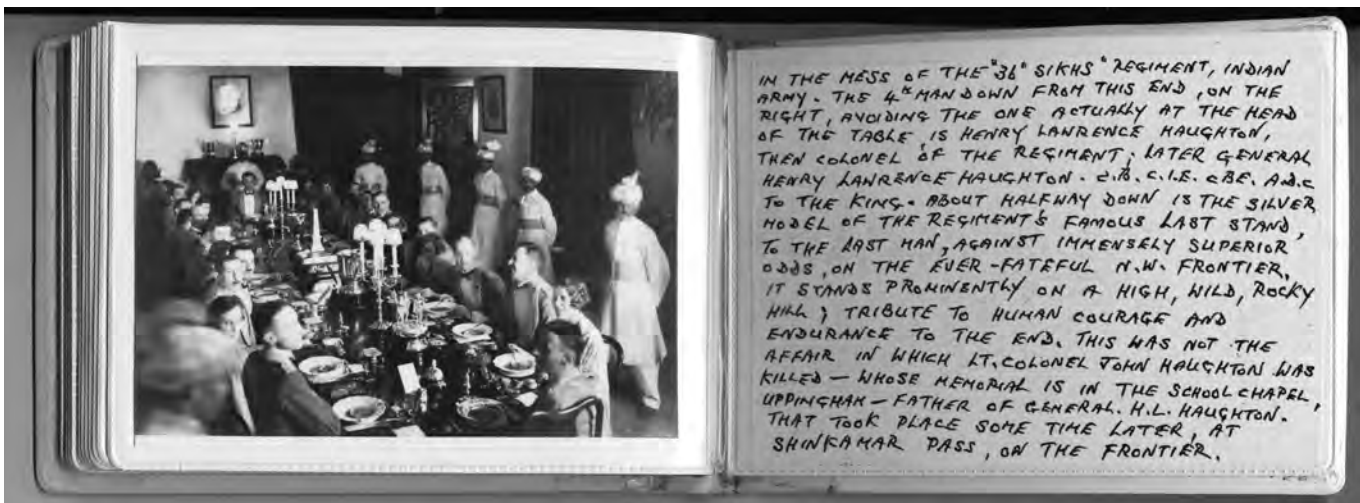 IN THE MESS OF THE "36" SIKHS" REGIMENT, INDIAN
ARMY. THE 4th MAN DOWN FROM THIS END, ON THE
RIGHT, AVOIDING THE ONE ACTUALLY AT THE HEAD
OF THE TABLE, IS HENRY LAWRENCE HAUGHTON,
THEN COLONEL OF THE REGIMENT; LATER GENERAL
HENRY LAWRENCE HAUGHTON. C.B. C.I.E. CBE. A.D.C
TO THE KING. ABOUT HALFWAY DOWN IS THE SILVER
MODEL OF THE REGIMENT'S FAMOUS LAST STAND,
TO THE LAST MAN, AGAINST IMMENSELY SUPERIOR
ODDS, ON THE EVER-FATEFUL N.W. FRONTIER.
IT STANDS PROMINENTLY ON A HIGH, WILD, ROCKY
HILL; TRIBUTE TO HUMAN COURAGE AND
ENDURANCE TO THE END. THIS WAS NOT THE
AFFAIR IN WHICH LT. COLONEL JOHN HAUGHTON WAS
KILLED – WHOSE MEMORIAL IS IN THE SCHOOL CHAPEL,
UPPINGHAM – FATHER OF GENERAL. H.L. HAUGHTON.
THAT TOOK PLACE SOME TIME LATER, AT
SHINKAMAR PASS, ON THE FRONTIER.